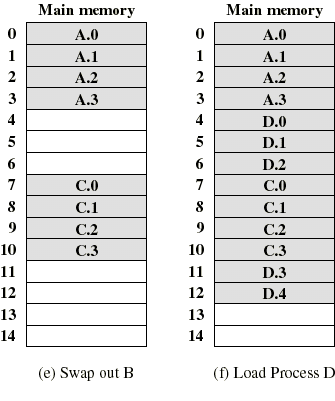 Main memory Main memory
0 A.0 0 A.0
1 A.1 1 A.1
2 A.2 2 A.2
3 A.3 3 A.3
4 4 D.0
5 5 D.1
6 6 D.2
7 C.0 7 C.0
8 C.1 8 C.1
9 C.2 9 C.2
10 C.3 10 C.3
11 11 D.3
12 12 D.4
13 13
14 14
(e) Swap out B (f) Load Process D